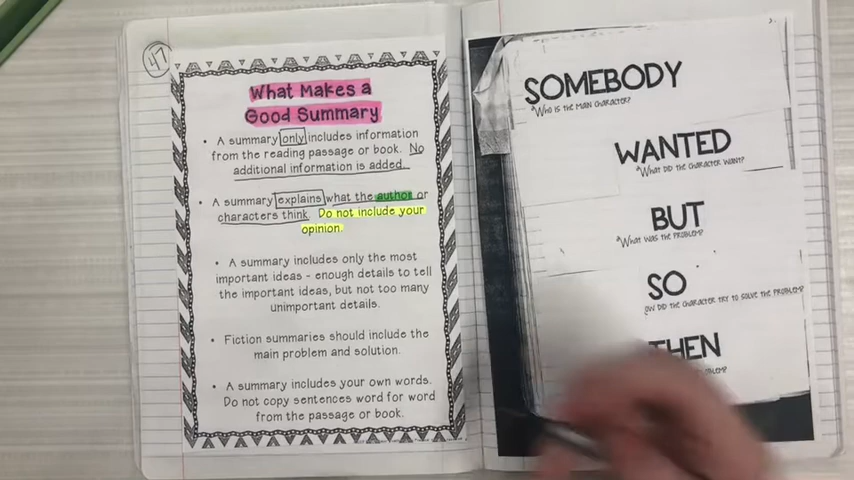 47
What Makes a
Good Summary
• A summary only includes information
from the reading passage or book. No
additional information is added.
• A summary explains what the author or
characters think. Do not include your
opinion.
• A summary includes only the most
important ideas - enough details to tell
the important ideas, but not too many
unimportant details.
• Fiction summaries should include the
main problem and solution.
• A summary includes your own words.
Do not copy sentences word for word
from the passage or book.
SOMEBODY
*Who is the main character?
WANTED
*What did the character want?
BUT
*What was the problem?
SO
ow did the character try to solve the problem?
THEN